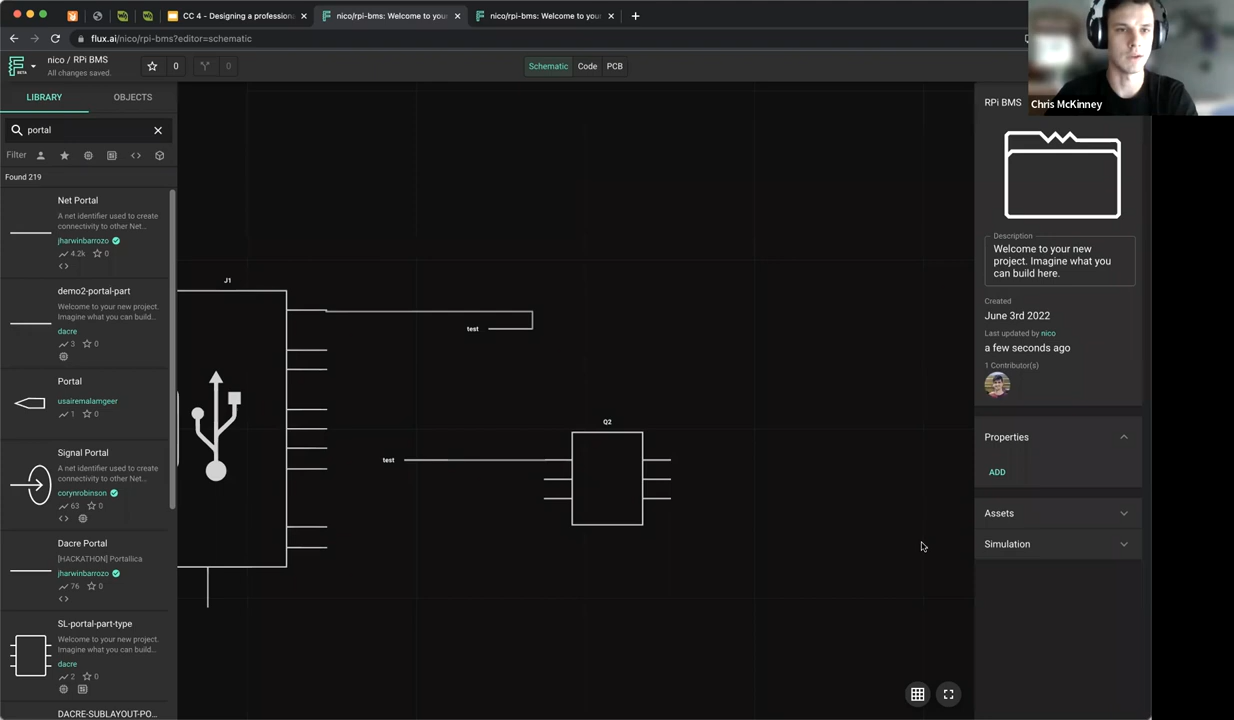 CC 4 - Designing a profession
nico/rpi-bms: Welcome to you
nico/rpi-bms: Welcome to your
flux.ai/nico/rpi-bms?editor=schematic
Chris McKinney
BETA
nico / RPi BMS
All changes saved.
0
0
Schematic
Code
PCB
LIBRARY
OBJECTS
portal
Filter
Found 219
Net Portal
A net identifier used to create
connectivity to other Net...
jharwinbarrozo
4.2k
0
demo2-portal-part
Welcome to your new
project. Imagine what you
can build...
dacre
3
0
Portal
usairemalamgeer
1
0
Signal Portal
A net identifier used to create
connectivity to other Net...
corynrobinson
63
0
Dacre Portal
[HACKATHON] Portallica
jharwinbarrozo
76
0
SL-portal-part-type
Welcome to your new project.
Imagine what you can build...
dacre
2
0
DACRE-SUBLAYOUT-PO...
J1
test
test
Q2
RPi BMS
Description
Welcome to your new
project. Imagine what you
can build here.
Created
June 3rd 2022
Last updated by nico
a few seconds ago
1 Contributor(s)
Properties
ADD
Assets
Simulation